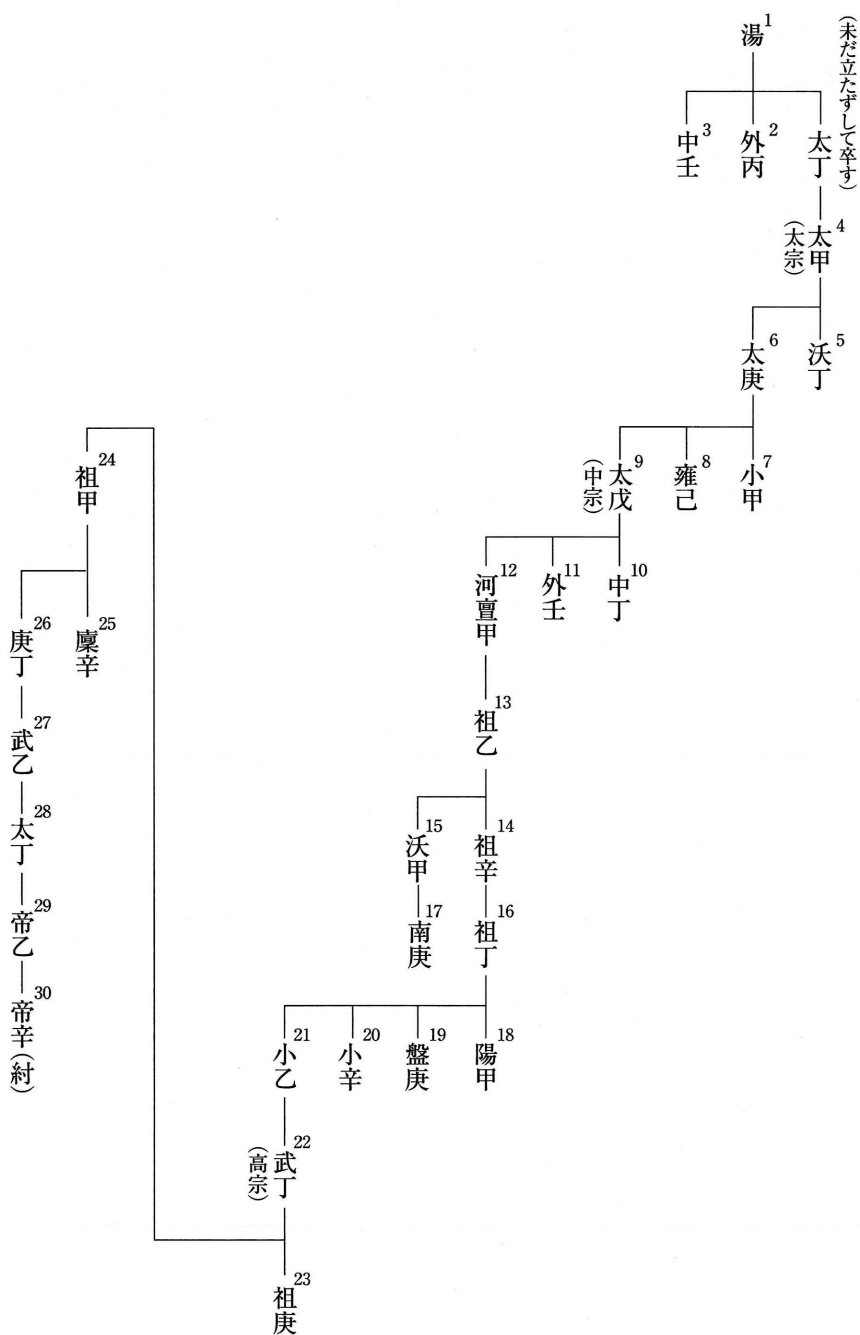 (未だ立たずして卒す)
湯1
太丁
外丙2
中壬3
太甲4
(太宗)
沃丁5
太庚6
小甲7
雍己8
太戊9
(中宗)
中丁10
外壬11
河亶甲12
祖乙13
祖辛14
沃甲15
祖丁16
南庚17
陽甲18
盤庚19
小辛20
小乙21
武丁22
(高宗)
祖庚23
祖甲24
廩辛25
庚丁26
武乙27
太丁28
帝乙29
帝辛(紂)30